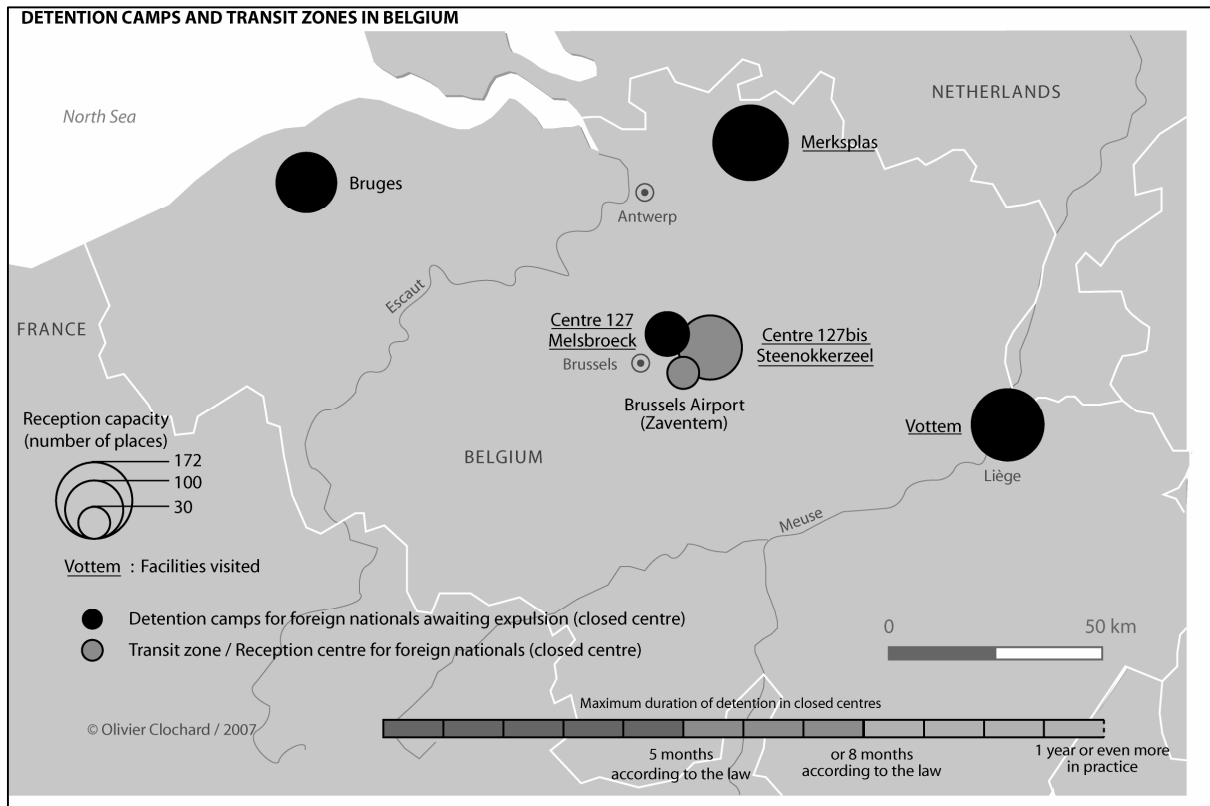 DETENTION CAMPS AND TRANSIT ZONES IN BELGIUM
North Sea
NETHERLANDS
Merksplas
Bruges
Antwerp
Escaut
FRANCE
Centre 127
Melsbroeck
Brussels
Centre 127bis
Steenokkerzeel
Brussels Airport
(Zaventem)
Vottem
Liège
BELGIUM
Meuse
Reception capacity
(number of places)
172
100
30
Vottem : Facilities visited
Detention camps for foreign nationals awaiting expulsion (closed centre)
Transit zone / Reception centre for foreign nationals (closed centre)
0 50 km
Maximum duration of detention in closed centres
5 months
according to the law
or 8 months
according to the law
1 year or even more
in practice
© Olivier Clochard / 2007